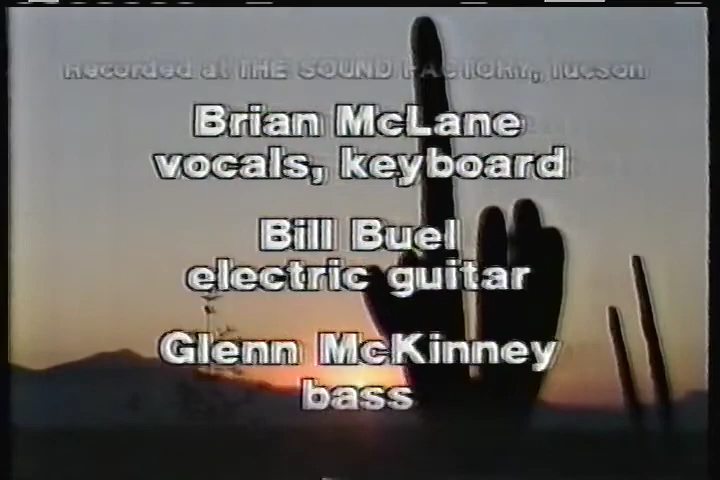 Recorded at THE SOUND FACTORY, Tucson
Brian McLane
vocals, keyboard
Bill Buel
electric guitar
Glenn McKinney
bass